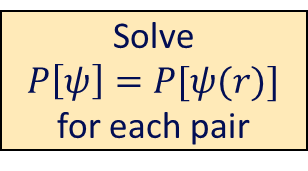 Solve
P[ψ] = P[ψ(r)]
for each pair